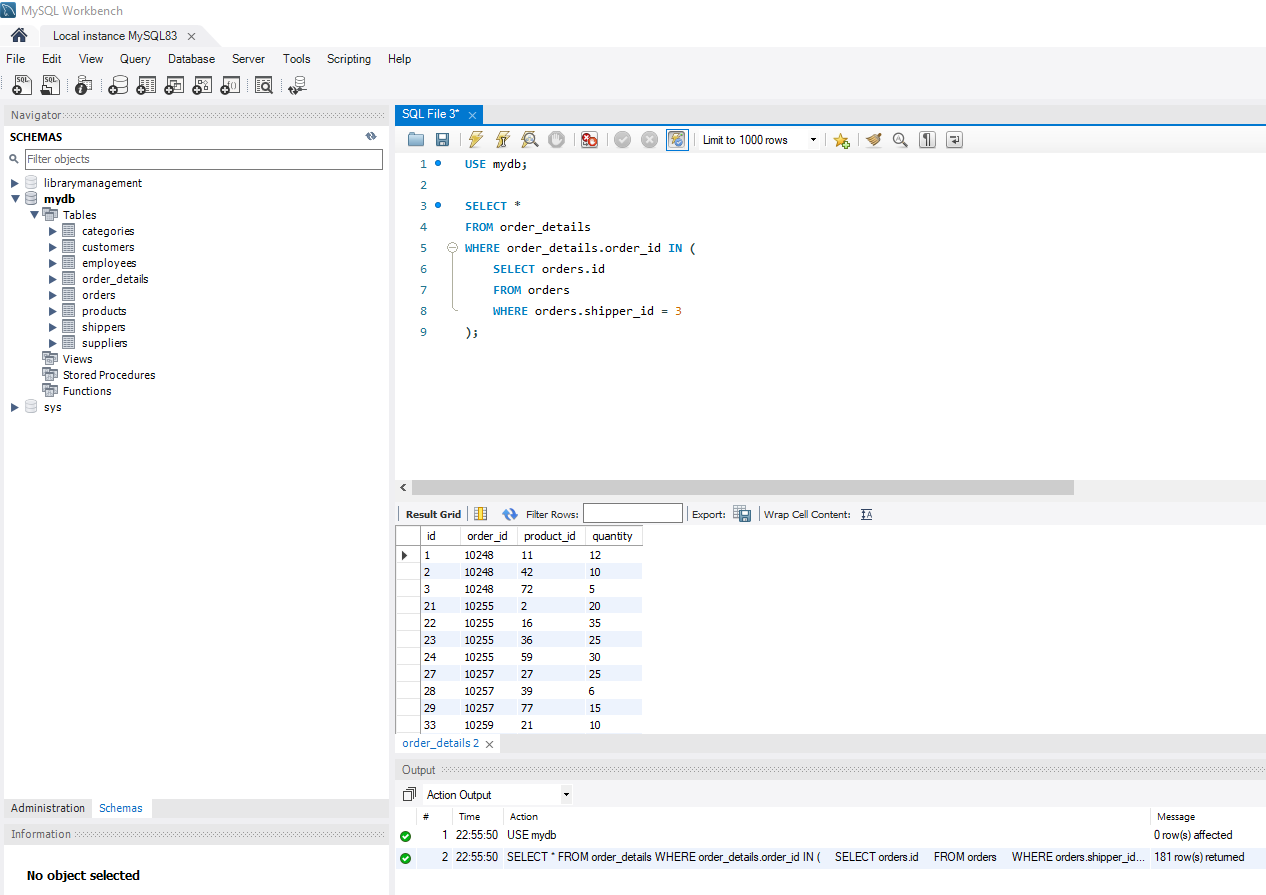 MySQL Workbench
Local instance MySQL83
File Edit View Query Database Server Tools Scripting Help
Navigator
SCHEMAS
Filter objects
librarymanagement
mydb
Tables
categories
customers
employees
order_details
orders
products
shippers
suppliers
Views
Stored Procedures
Functions
sys
Administration Schemas
Information
No object selected
SQL File 3*
Limit to 1000 rows
1 USE mydb;
2
3 SELECT *
4 FROM order_details
5 WHERE order_details.order_id IN (
6 SELECT orders.id
7 FROM orders
8 WHERE orders.shipper_id = 3
9 );
Result Grid Filter Rows: Export: Wrap Cell Content:
id order_id product_id quantity
1 10248 11 12
2 10248 42 10
3 10248 72 5
21 10255 2 20
22 10255 16 35
23 10255 36 25
24 10255 59 30
27 10257 27 25
28 10257 39 6
29 10257 77 15
33 10259 21 10
order_details 2
Output
Action Output
# Time Action Message
1 22:55:50 USE mydb 0 row(s) affected
2 22:55:50 SELECT * FROM order_details WHERE order_details.order_id IN ( SELECT orders.id FROM orders WHERE orders.shipper_id... 181 row(s) returned